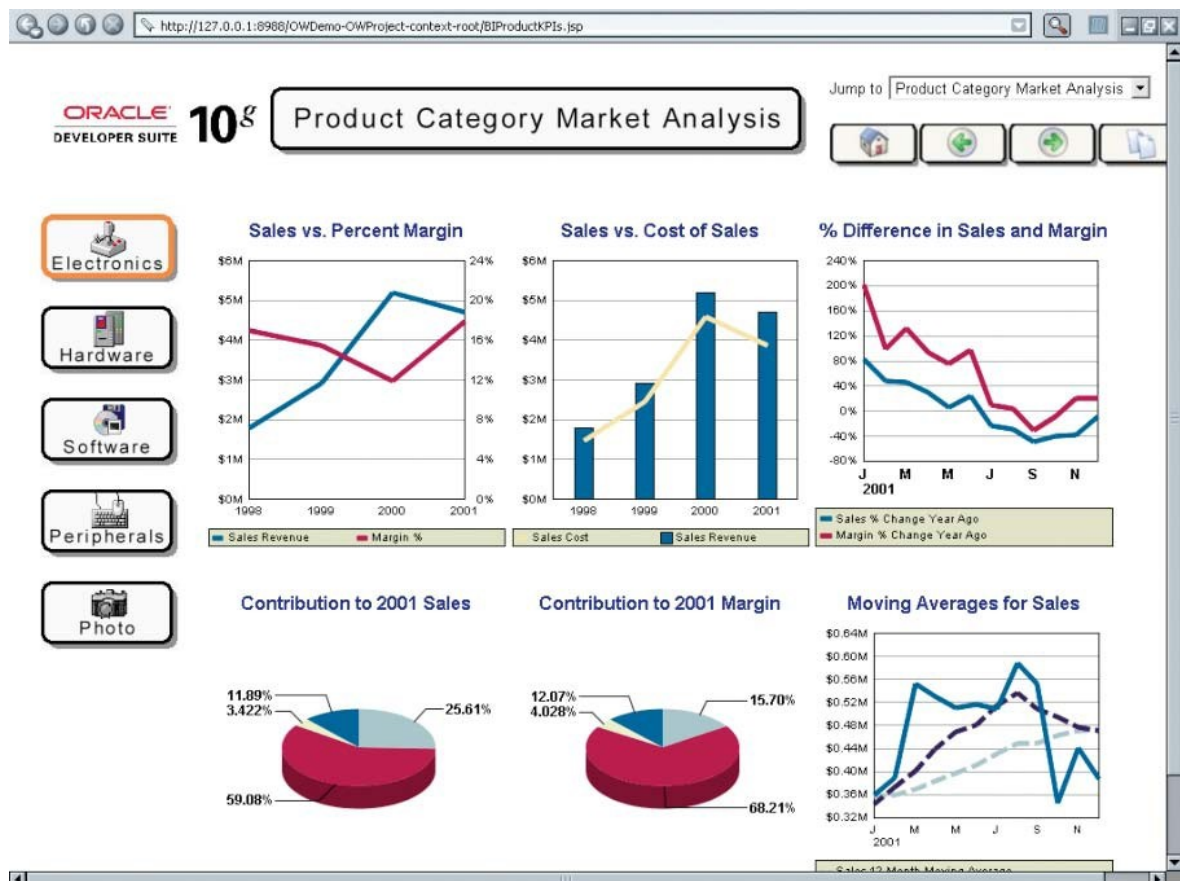 http://127.0.0.1:8988/OWDemo-OWProject-context-root/BIProductKPIs.jsp
ORACLE
DEVELOPER SUITE
10g
Product Category Market Analysis
Jump to Product Category Market Analysis
Electronics
Hardware
Software
Peripherals
Photo
Sales vs. Percent Margin
$6M
$5M
$4M
$3M
$2M
$1M
$0M
24%
20%
16%
12%
8%
4%
0%
1998 1999 2000 2001
Sales Revenue Margin %
Sales vs. Cost of Sales
$6M
$5M
$4M
$3M
$2M
$1M
$0M
1998 1999 2000 2001
Sales Cost Sales Revenue
% Difference in Sales and Margin
240%
200%
160%
120%
80%
40%
0%
-40%
-80%
J M M J S N
2001
Sales % Change Year Ago
Margin % Change Year Ago
Contribution to 2001 Sales
11.89%
3.422%
25.61%
59.08%
Contribution to 2001 Margin
12.07%
4.028%
15.70%
68.21%
Moving Averages for Sales
$0.64M
$0.60M
$0.56M
$0.52M
$0.48M
$0.44M
$0.40M
$0.36M
$0.32M
J M M J S N
2001
Sales 12 Month Moving Average